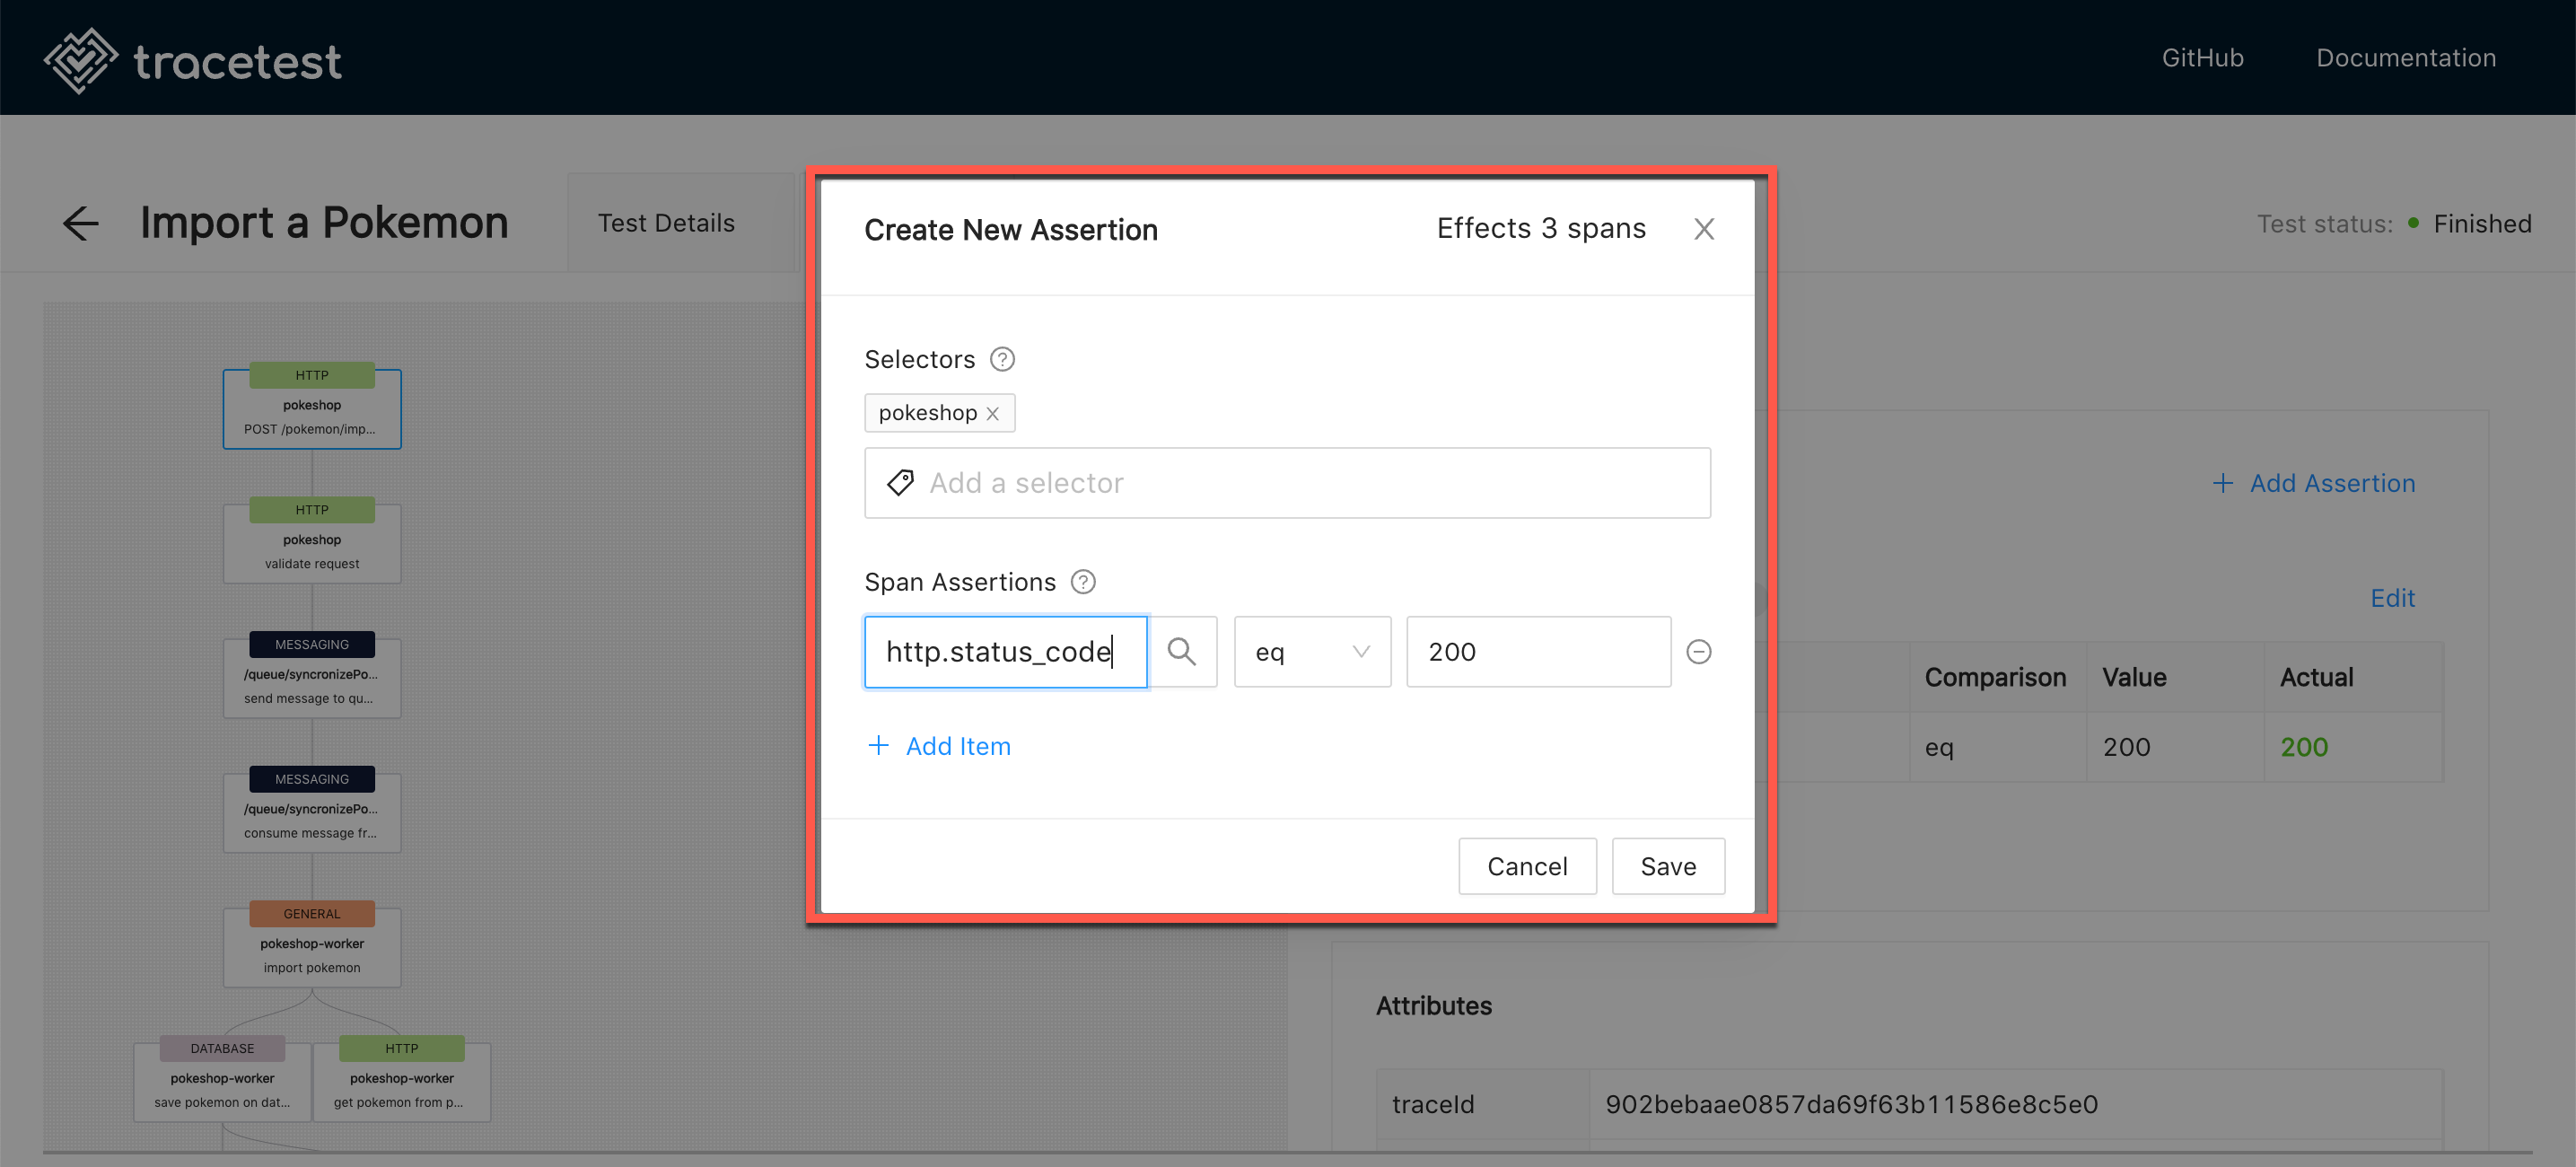 tracetest
GitHub
Documentation
Import a Pokemon
Test Details
Test status:
Finished
Create New Assertion
Effects 3 spans
Selectors
pokeshop
Add a selector
Span Assertions
http.status_code
eq
200
Add Item
Cancel
Save
HTTP
pokeshop
POST /pokemon/imp...
HTTP
pokeshop
validate request
MESSAGING
/queue/syncronizePo...
send message to qu...
MESSAGING
/queue/syncronizePo...
consume message fr...
GENERAL
pokeshop-worker
import pokemon
DATABASE
pokeshop-worker
save pokemon on dat...
HTTP
pokeshop-worker
get pokemon from p...
Add Assertion
Edit
Comparison Value Actual
eq 200 200
Attributes
traceId 902bebaae0857da69f63b11586e8c5e0